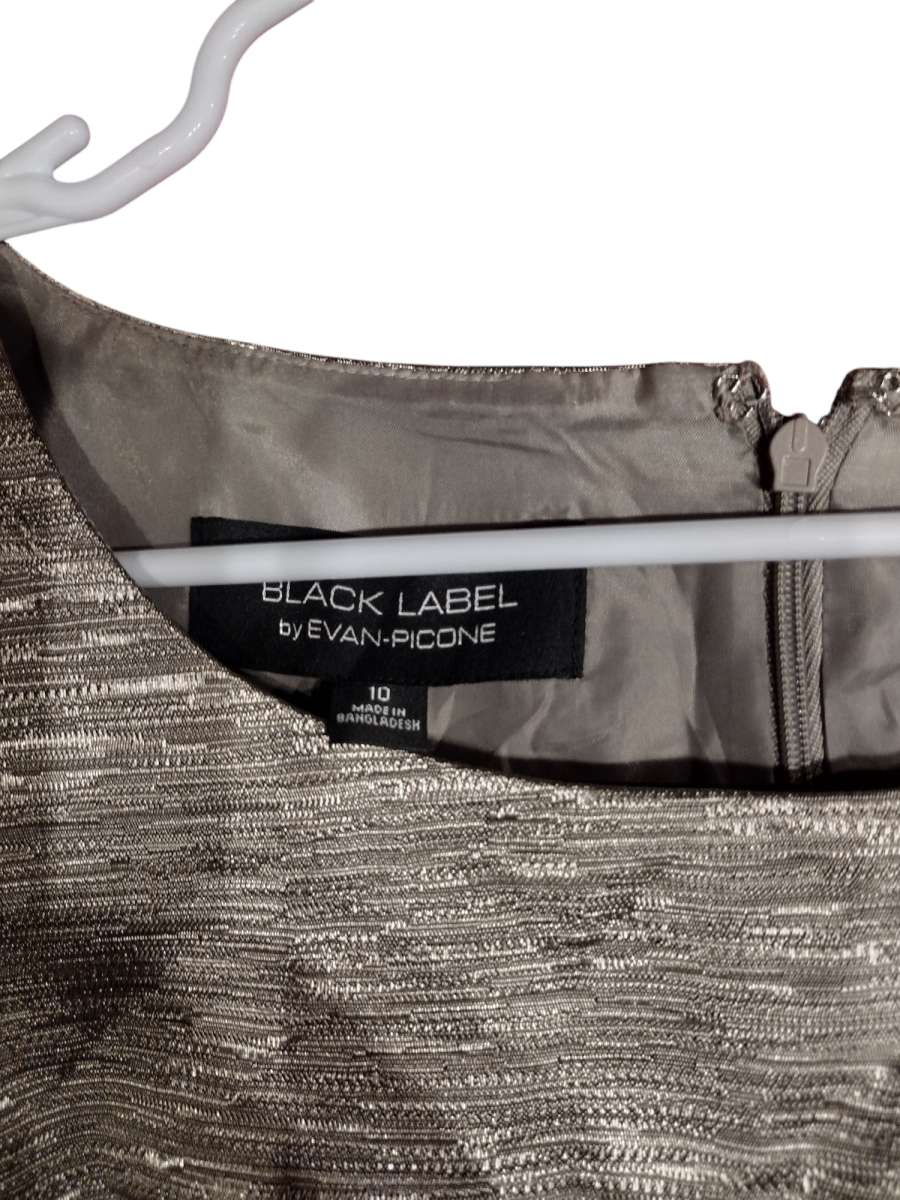 BLACK LABEL
by EVAN-PICONE
10
MADE IN
BANGLADESH